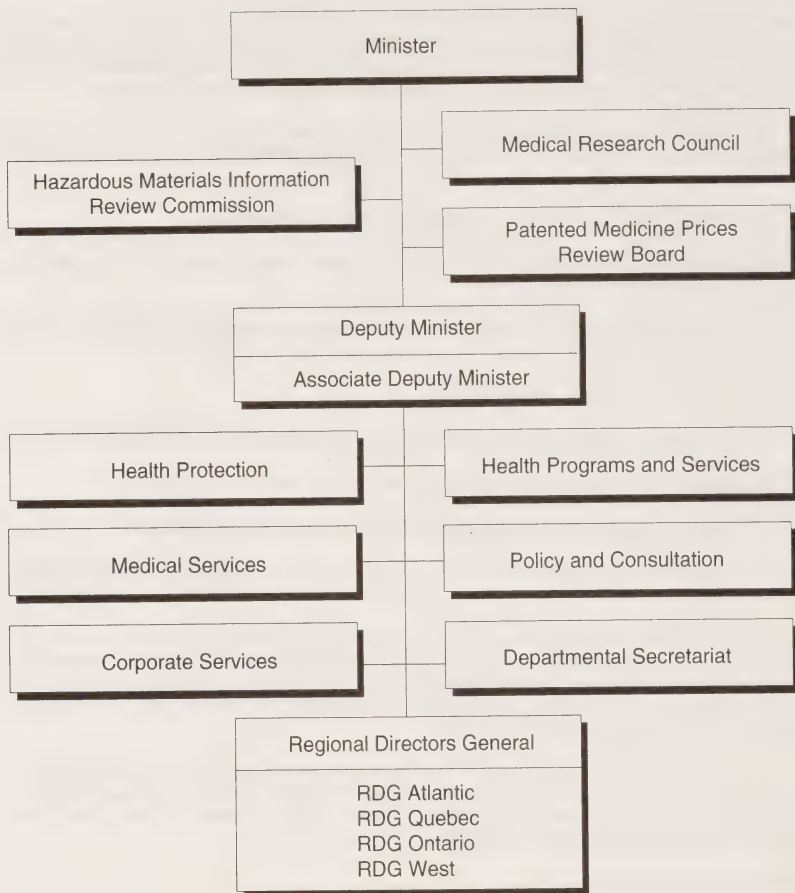 Minister
Medical Research Council
Hazardous Materials Information
Review Commission
Patented Medicine Prices
Review Board
Deputy Minister
Associate Deputy Minister
Health Protection
Health Programs and Services
Medical Services
Policy and Consultation
Corporate Services
Departmental Secretariat
Regional Directors General
RDG Atlantic
RDG Quebec
RDG Ontario
RDG West